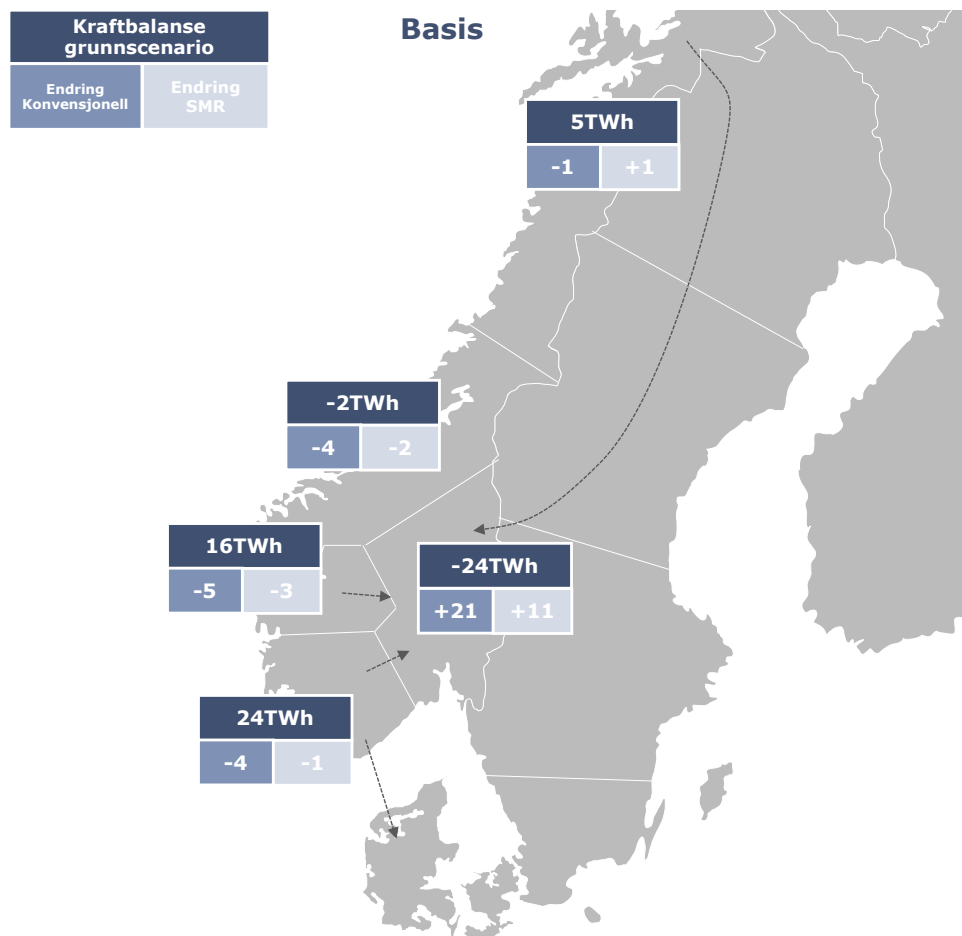 Kraftbalanse
grunnscenario
Endring
Konvensjonell
Endring
SMR
Basis
5TWh
-1
+1
-2TWh
-4
-2
16TWh
-5
-3
-24TWh
+21
+11
24TWh
-4
-1